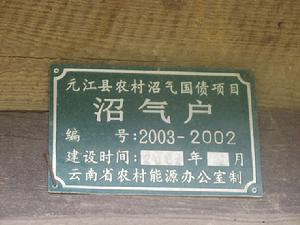 元江县农村沼气国债项目
沼气户
编 号:2003-2002
建设时间: 年 月
云南省农村能源办公室制